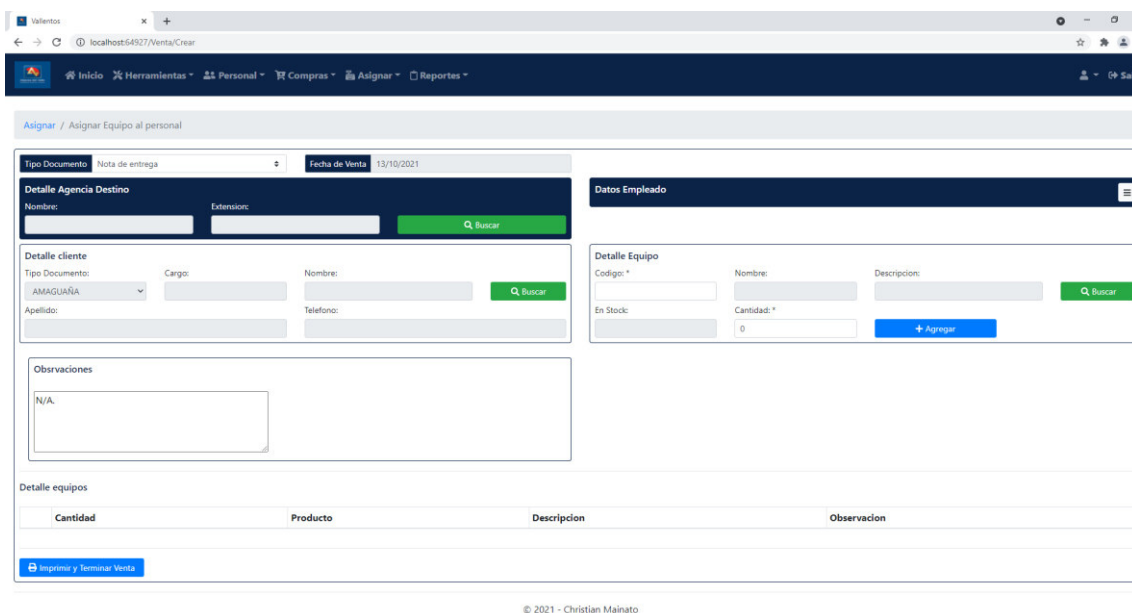 Vallentos
localhost:64927/Venta/Crear
Inicio Herramientas Personal Compras Asignar Reportes
Asignar / Asignar Equipo al personal
Tipo Documento Nota de entrega Fecha de Venta 13/10/2021
Detalle Agencia Destino
Nombre: Extension:
Buscar
Datos Empleado
Detalle cliente
Tipo Documento: Cargo: Nombre:
AMAGUAÑA Buscar
Apellido: Telefono:
Detalle Equipo
Codigo: * Nombre: Descripcion:
Buscar
En Stock: Cantidad: *
0 Agregar
Obsrvaciones
N/A.
Detalle equipos
Cantidad Producto Descripcion Observacion
Imprimir y Terminar Venta
© 2021 - Christian Mainato